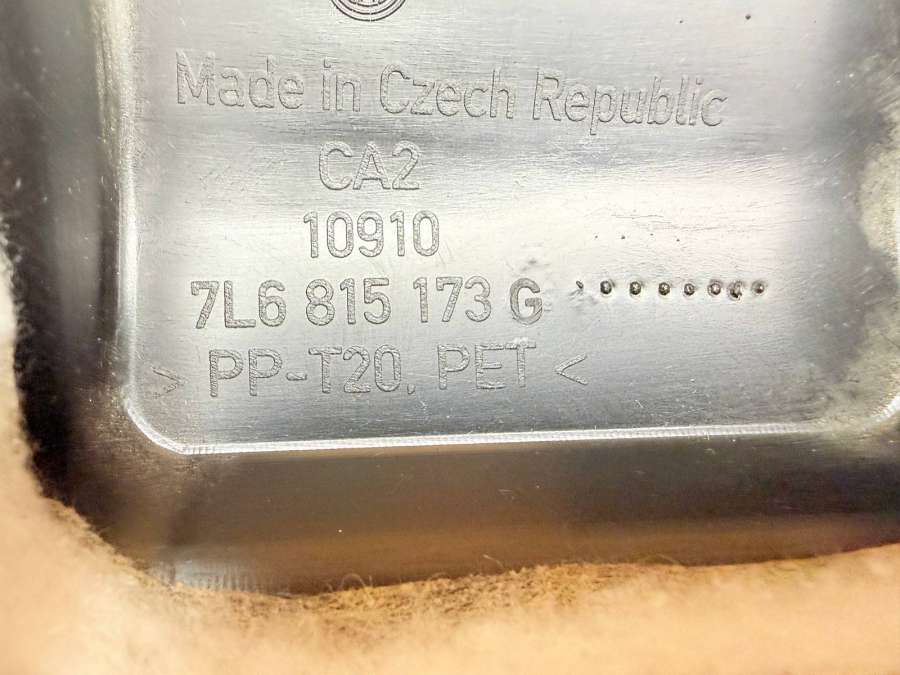 Made in Czech Republic
CA2
10910
7L6 815 173 G
> PP-T20, PET <